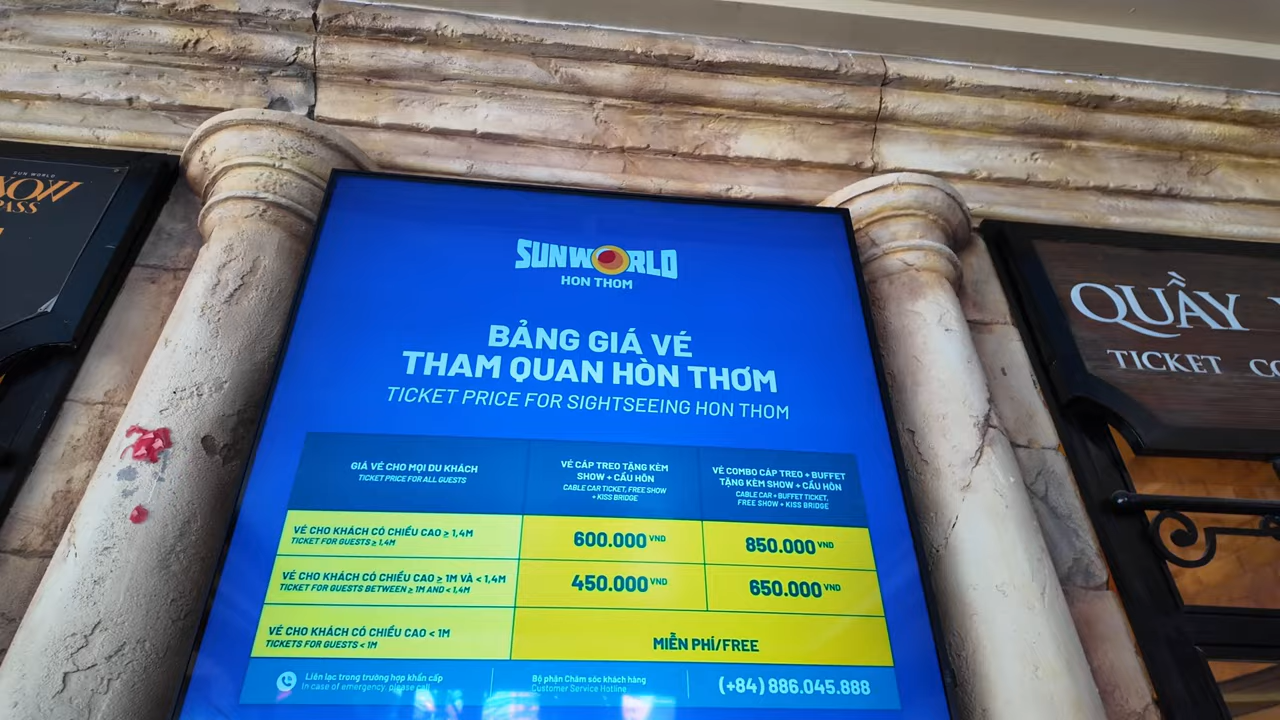 SUN WORLD
PASS
SUNWORLD
HON THOM
BẢNG GIÁ VÉ
THAM QUAN HÒN THƠM
TICKET PRICE FOR SIGHTSEEING HON THOM
GIÁ VÉ CHO MỌI DU KHÁCH
TICKET PRICE FOR ALL GUESTS
VÉ CÁP TREO TẶNG KÈM
SHOW + CẦU HÔN
CABLE CAR TICKET, FREE SHOW
+ KISS BRIDGE
VÉ COMBO CÁP TREO + BUFFET
TẶNG KÈM SHOW + CẦU HÔN
CABLE CAR + BUFFET TICKET,
FREE SHOW + KISS BRIDGE
VÉ CHO KHÁCH CÓ CHIỀU CAO ≥ 1,4M
TICKET FOR GUESTS ≥ 1,4M
600.000 VND
850.000 VND
VÉ CHO KHÁCH CÓ CHIỀU CAO ≥ 1M VÀ < 1,4M
TICKET FOR GUESTS BETWEEN ≥ 1M AND < 1,4M
450.000 VND
650.000 VND
VÉ CHO KHÁCH CÓ CHIỀU CAO < 1M
TICKETS FOR GUESTS < 1M
MIỄN PHÍ/FREE
Liên lạc trong trường hợp khẩn cấp
In case of emergency, please call
Bộ phận Chăm sóc khách hàng
Customer Service Hotline
(+84) 886.045.888
QUẦY
TICKET CO